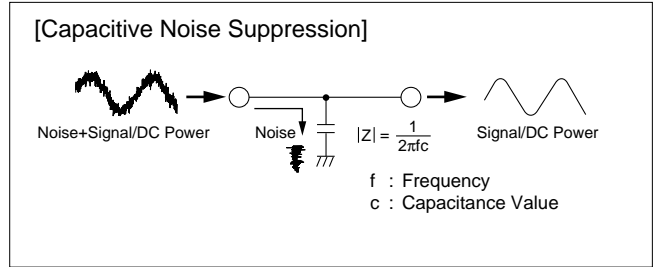 [Capacitive Noise Suppression]
Noise+Signal/DC Power
Noise
|Z| = 1/2πfc
Signal/DC Power
f : Frequency
c : Capacitance Value